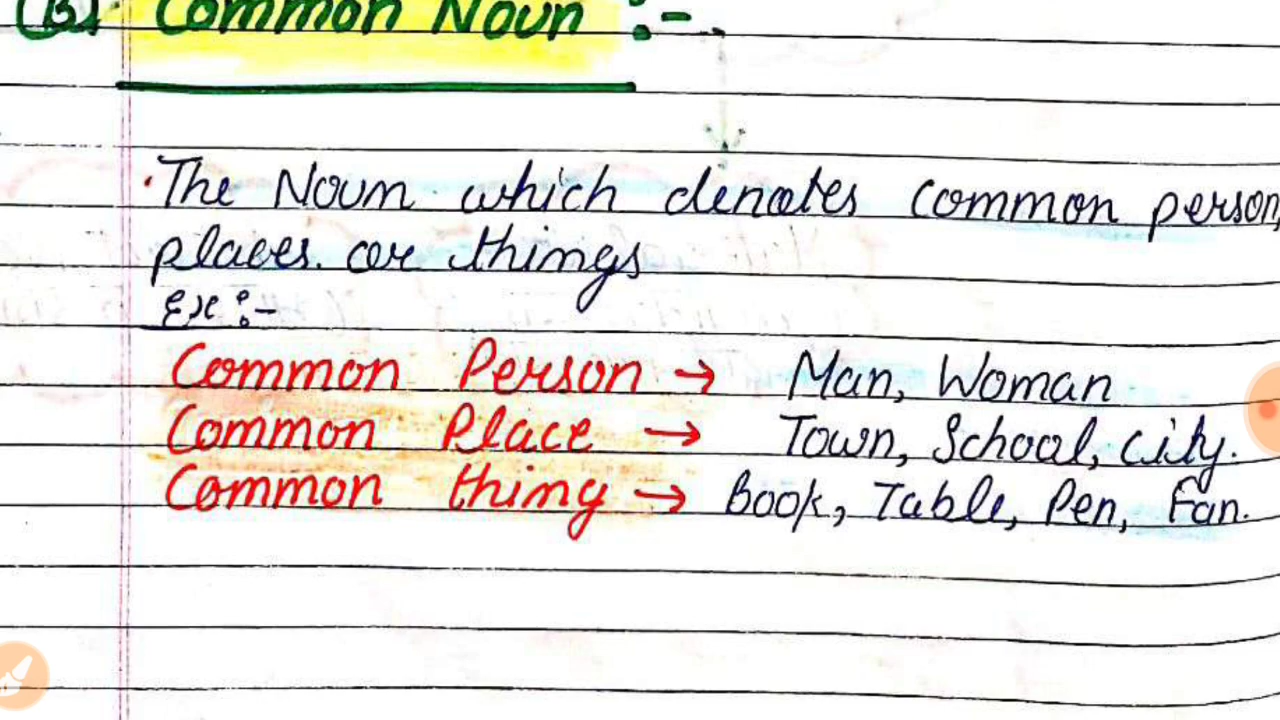 (B) Common Noun :-
• The Noun which denotes Common person,
places. or things
Ex :-
Common Person → Man, Woman
Common Place → Town, School, City.
Common thing → Book, Table, Pen, Fan.